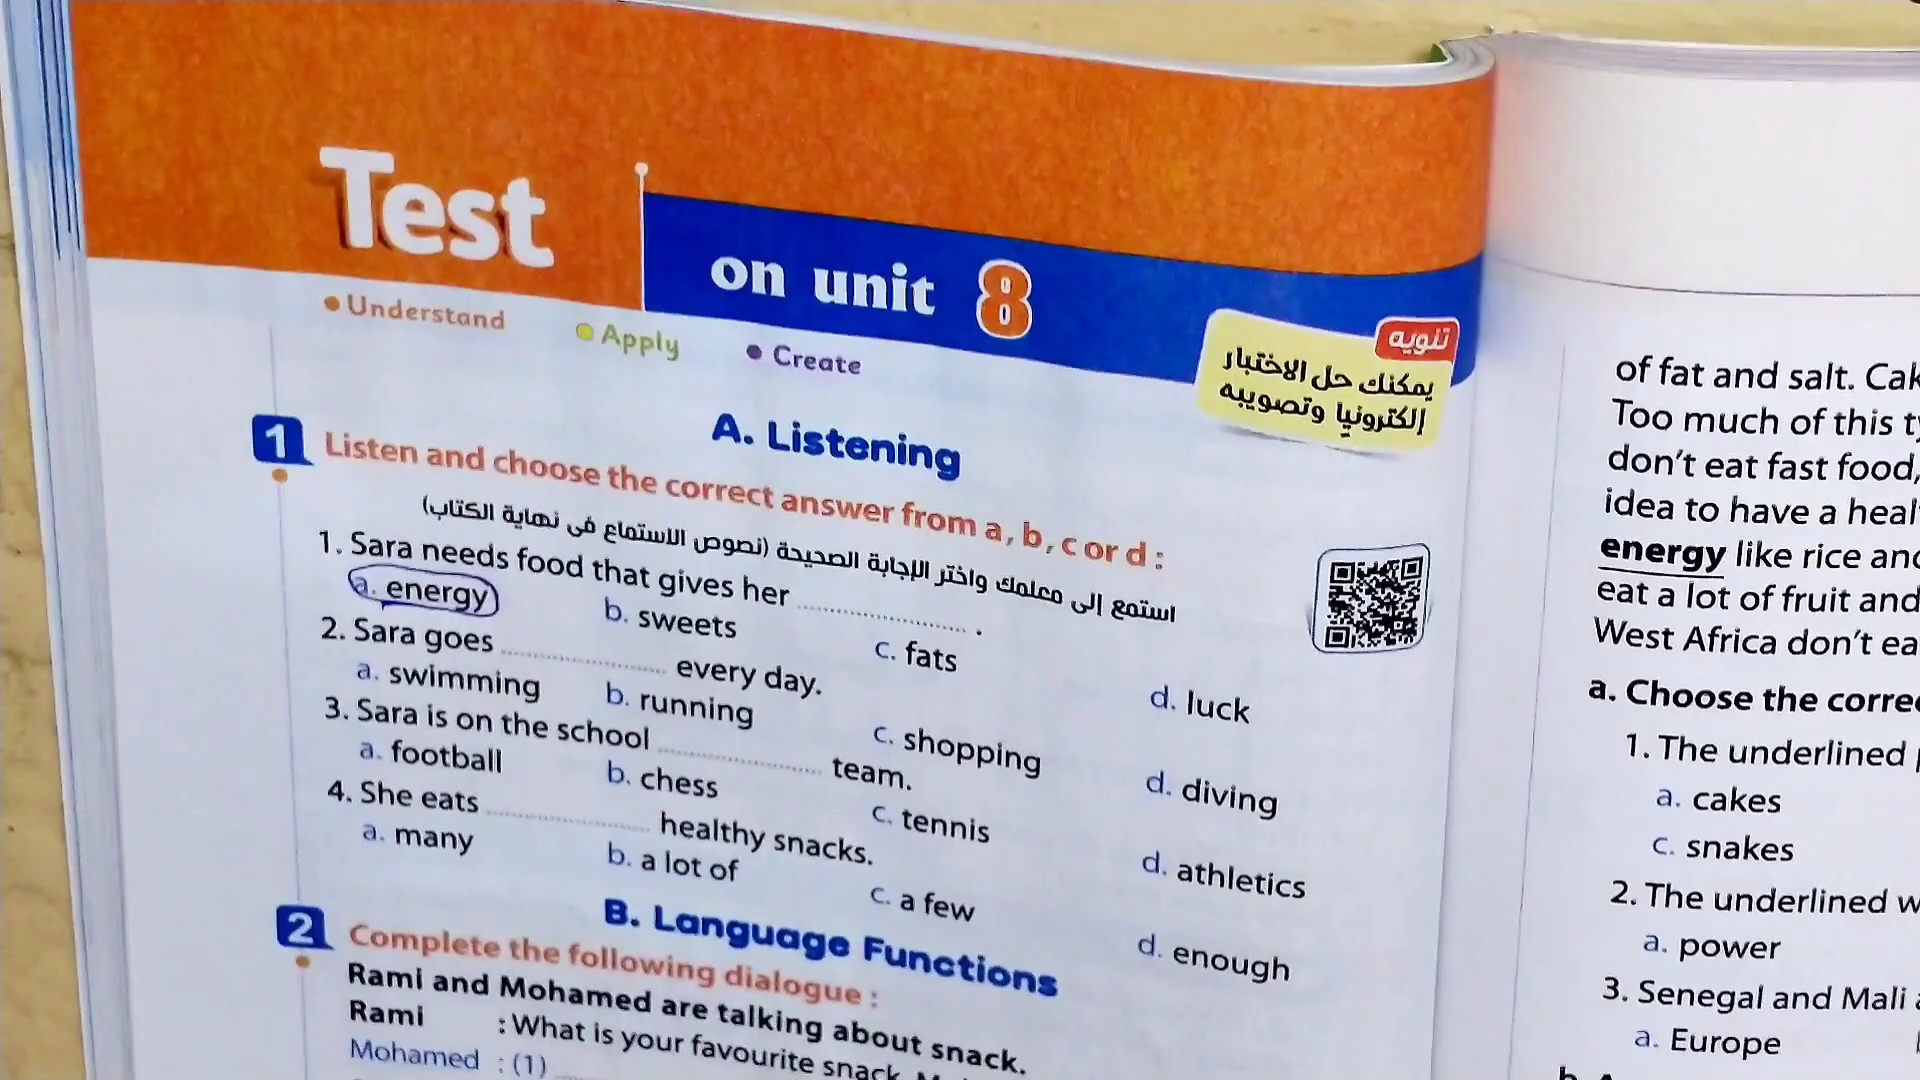 Test
on unit 8
Understand
Apply
Create
تنويه
يمكنك حل الاختبار
إلكترونيا وتصويبه
A. Listening
1 Listen and choose the correct answer from a, b, c or d :
استمع إلى معلمك واختر الإجابة الصحيحة (نصوص الاستماع فى نهاية الكتاب)
1. Sara needs food that gives her .................... .
a. energy b. sweets c. fats d. luck
2. Sara goes .................... every day.
a. swimming b. running c. shopping d. diving
3. Sara is on the school .................... team.
a. football b. chess c. tennis d. athletics
4. She eats .................... healthy snacks.
a. many b. a lot of c. a few d. enough
B. Language Functions
2 Complete the following dialogue :
Rami and Mohamed are talking about snack.
Rami : What is your favourite snack,
Mohamed : (1)
of fat and salt.
Too much of this
don't eat fast food,
idea to have a
energy like rice
eat a lot of fruit and
West Africa don't
a. Choose the
1. The underlined
a. cakes
c. snakes
2. The underlined
a. power
3. Senegal and Mali
a. Europe